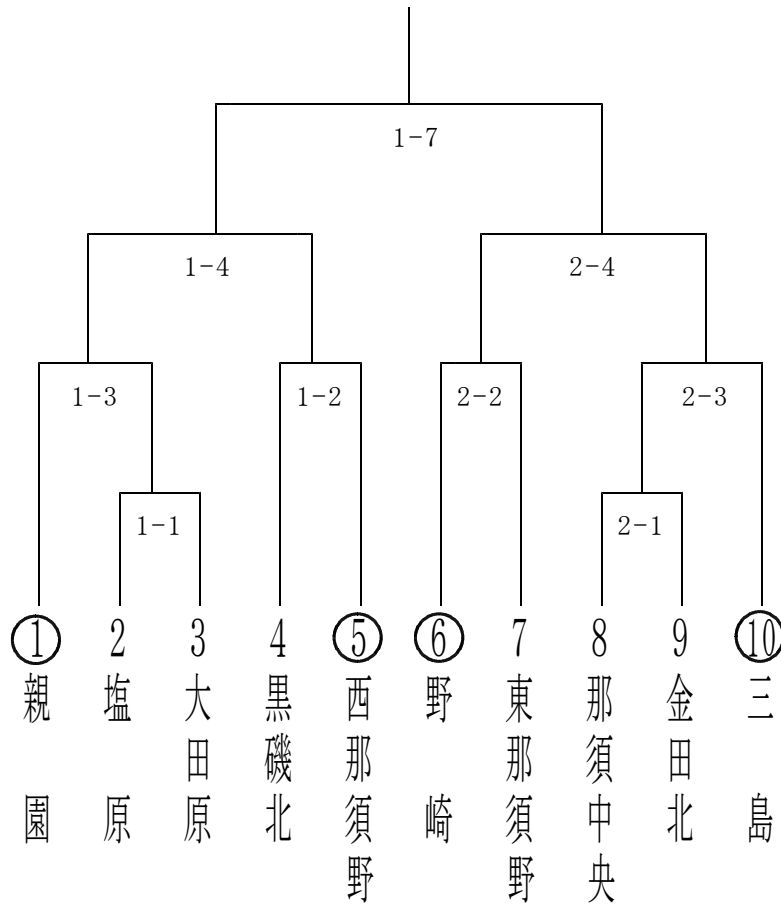 1-7
1-4
2-4
1-3
1-2
2-2
2-3
1-1
2-1
① 2 3 4 ⑤ ⑥ 7 8 9 ⑩
親園
塩原
大田原
黒磯北
西那須野
野崎
東那須野
那須中央
金田北
三島